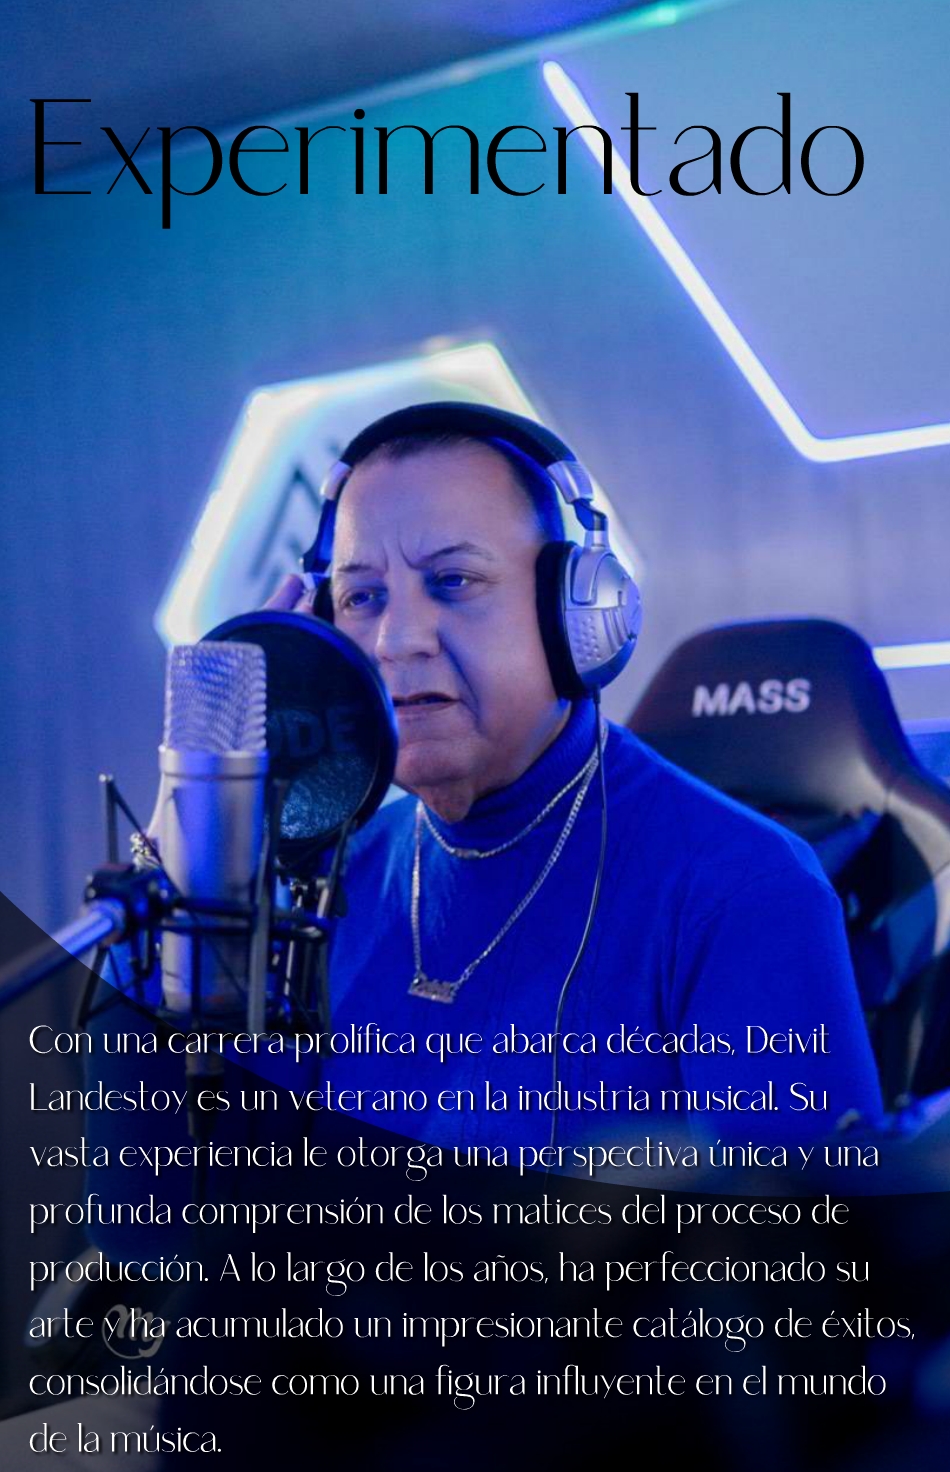 Experimentado
MASS
Con una carrera prolífica que abarca décadas, Deivit
Landestoy es un veterano en la industria musical. Su
vasta experiencia le otorga una perspectiva única y una
profunda comprensión de los matices del proceso de
producción. A lo largo de los años, ha perfeccionado su
arte y ha acumulado un impresionante catálogo de éxitos,
consolidándose como una figura influyente en el mundo
de la música.